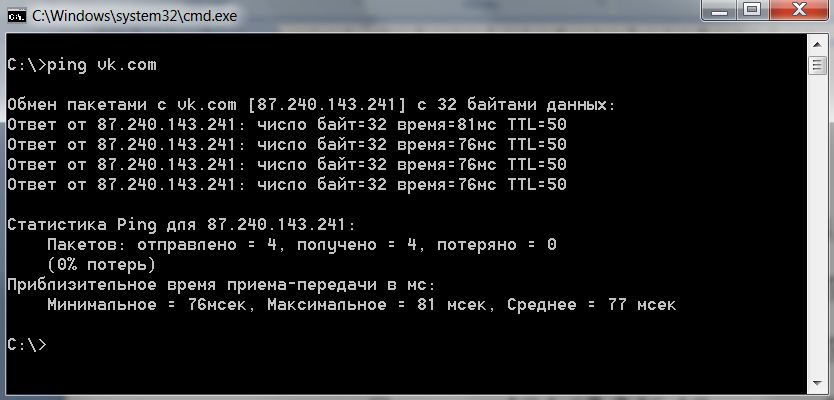 C:\Windows\system32\cmd.exe
C:\>ping vk.com
Обмен пакетами с vk.com [87.240.143.241] с 32 байтами данных:
Ответ от 87.240.143.241: число байт=32 время=81мс TTL=50
Ответ от 87.240.143.241: число байт=32 время=76мс TTL=50
Ответ от 87.240.143.241: число байт=32 время=76мс TTL=50
Ответ от 87.240.143.241: число байт=32 время=76мс TTL=50
Статистика Ping для 87.240.143.241:
Пакетов: отправлено = 4, получено = 4, потеряно = 0
(0% потерь)
Приблизительное время приема-передачи в мс:
Минимальное = 76мсек, Максимальное = 81 мсек, Среднее = 77 мсек
C:\>